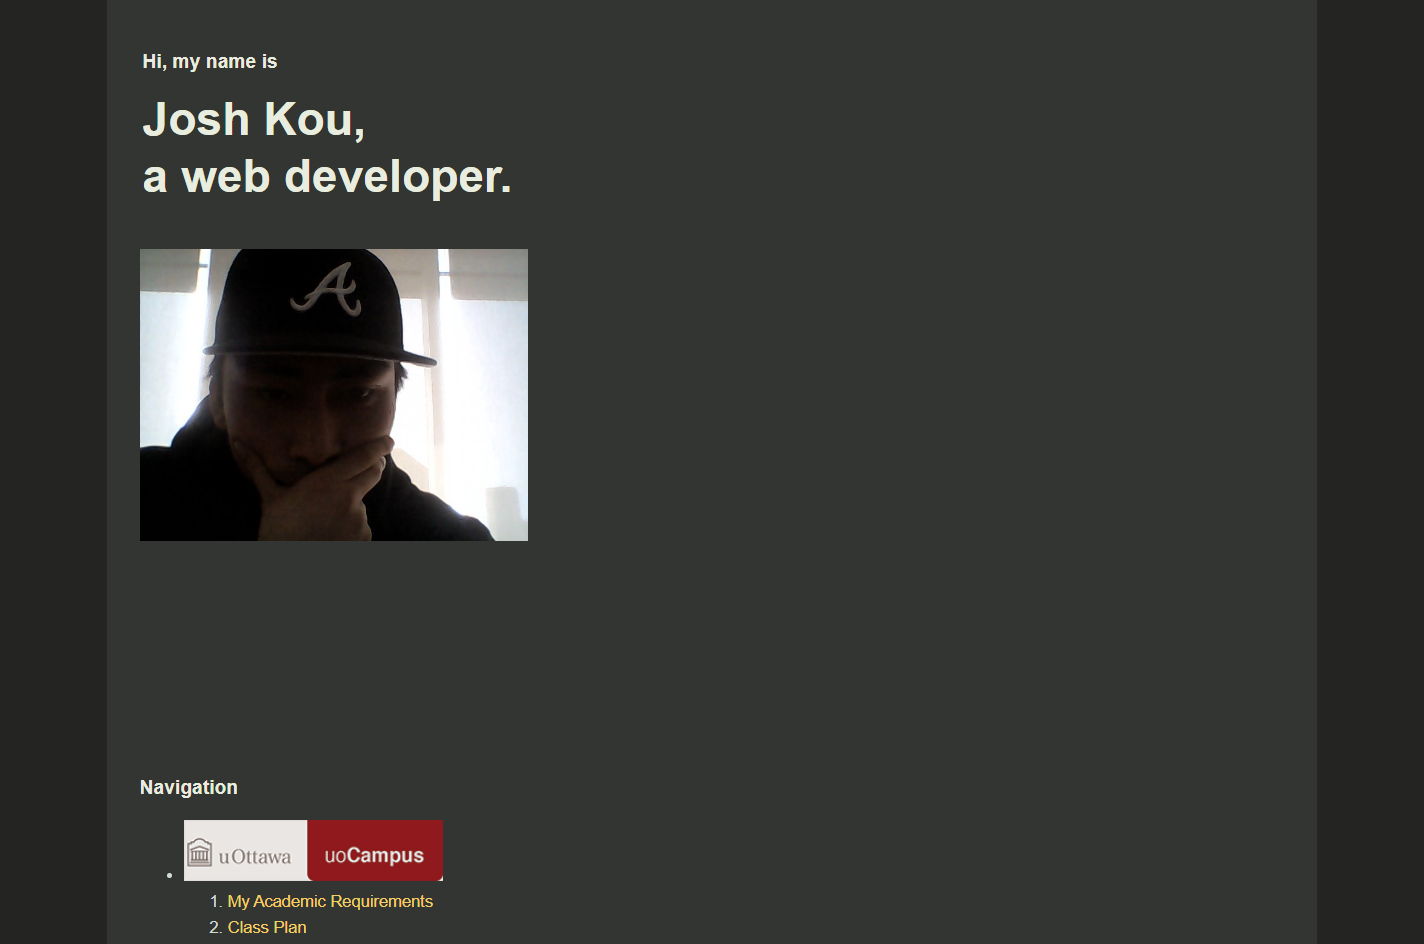 Hi, my name is
Josh Kou,
a web developer.
A
Navigation
uOttawa
uoCampus
1. My Academic Requirements
2. Class Plan